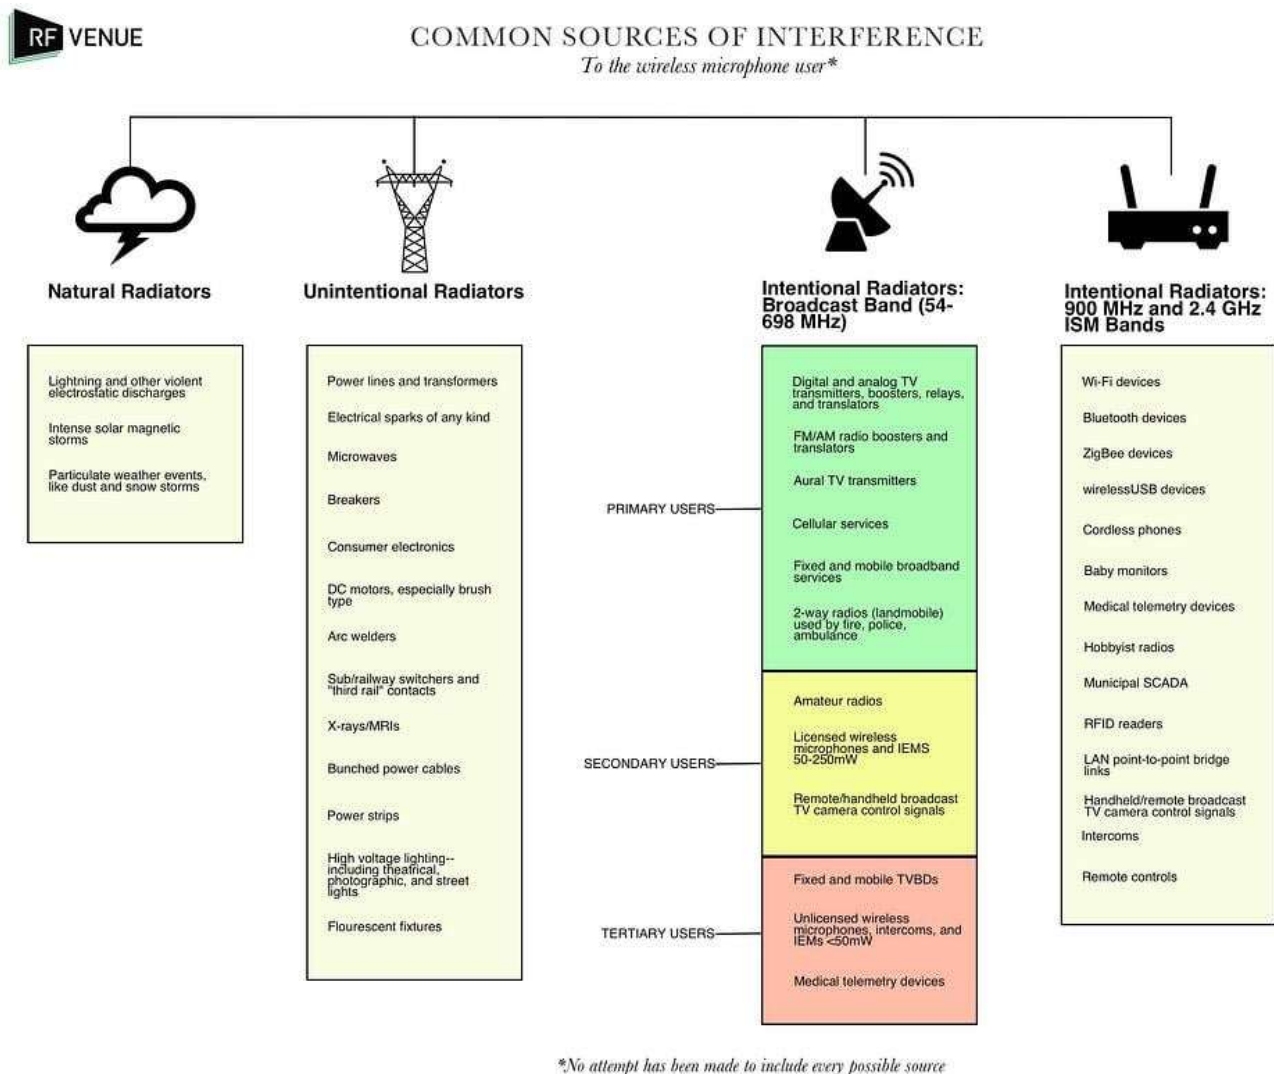 RF VENUE
COMMON SOURCES OF INTERFERENCE
To the wireless microphone user*
Natural Radiators
Lightning and other violent
electrostatic discharges
Intense solar magnetic
storms
Particulate weather events,
like dust and snow storms
Unintentional Radiators
Power lines and transformers
Electrical sparks of any kind
Microwaves
Breakers
Consumer electronics
DC motors, especially brush
type
Arc welders
Sub/railway switchers and
"third rail" contacts
X-rays/MRIs
Bunched power cables
Power strips
High voltage lighting--
including theatrical,
photographic, and street
lights
Flourescent fixtures
Intentional Radiators:
Broadcast Band (54-
698 MHz)
PRIMARY USERS
Digital and analog TV
transmitters, boosters, relays,
and translators
FM/AM radio boosters and
translators
Aural TV transmitters
Cellular services
Fixed and mobile broadband
services
2-way radios (landmobile)
used by fire, police,
ambulance
SECONDARY USERS
Amateur radios
Licensed wireless
microphones and IEMS
50-250mW
Remote/handheld broadcast
TV camera control signals
TERTIARY USERS
Fixed and mobile TVBDs
Unlicensed wireless
microphones, intercoms, and
IEMs <50mW
Medical telemetry devices
Intentional Radiators:
900 MHz and 2.4 GHz
ISM Bands
Wi-Fi devices
Bluetooth devices
ZigBee devices
wirelessUSB devices
Cordless phones
Baby monitors
Medical telemetry devices
Hobbyist radios
Municipal SCADA
RFID readers
LAN point-to-point bridge
links
Handheld/remote broadcast
TV camera control signals
Intercoms
Remote controls
*No attempt has been made to include every possible source